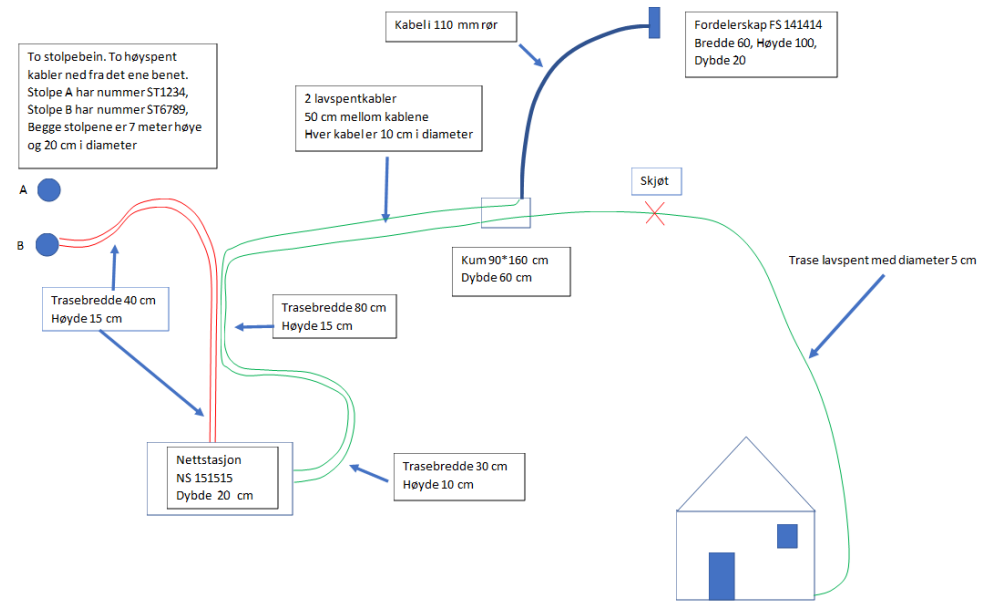 Kabel i 110 mm rør
Fordelerskap FS 141414
Bredde 60, Høyde 100,
Dybde 20
To stolpebein. To høyspent
kabler ned fra det ene benet.
Stolpe A har nummer ST1234,
Stolpe B har nummer ST6789,
Begge stolpene er 7 meter høye
og 20 cm i diameter
2 lavspentkabler
50 cm mellom kablene
Hver kabel er 10 cm i diameter
A
Skjøt
B
Kum 90*160 cm
Dybde 60 cm
Trase lavspent med diameter 5 cm
Trasebredde 40 cm
Høyde 15 cm
Trasebredde 80 cm
Høyde 15 cm
Nettstasjon
NS 151515
Dybde 20 cm
Trasebredde 30 cm
Høyde 10 cm